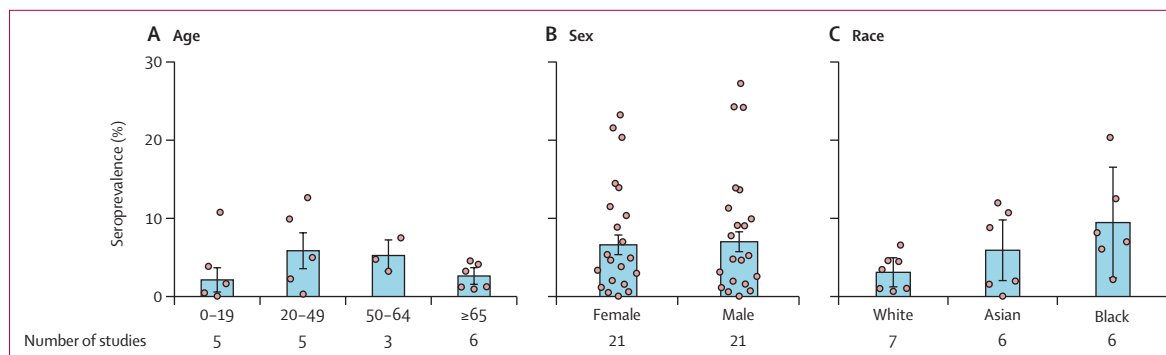 A Age
B Sex
C Race
Seroprevalence (%)
30
20
10
0
0–19
20–49
50–64
≥65
Female
Male
White
Asian
Black
Number of studies
5
5
3
6
21
21
7
6
6